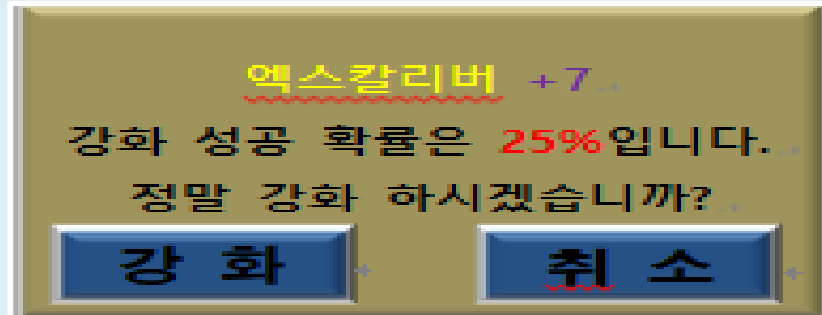 엑스칼리버 +7
강화 성공 확률은 25%입니다.
정말 강화 하시겠습니까?
강 화 취 소